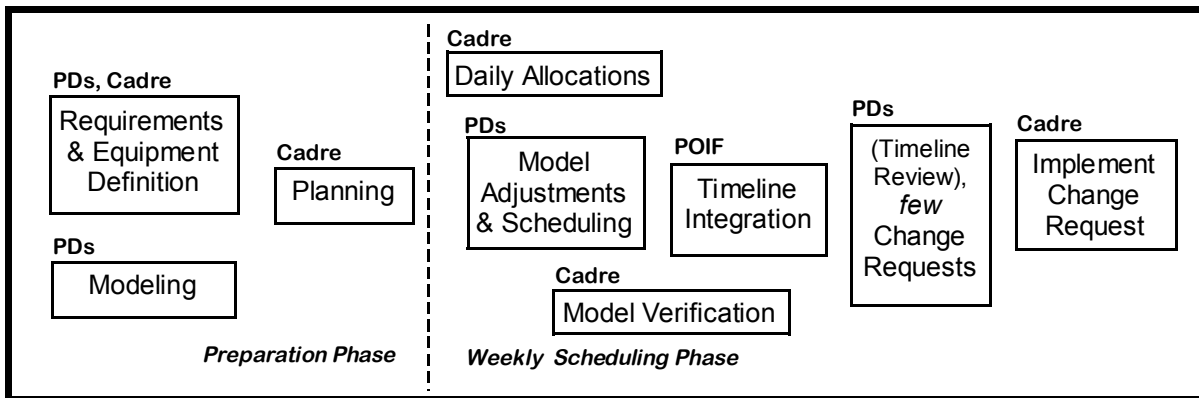 PDs, Cadre
Requirements
& Equipment
Definition
Cadre
Planning
PDs
Modeling
Preparation Phase
Cadre
Daily Allocations
PDs
Model
Adjustments
& Scheduling
POIF
Timeline
Integration
PDs
(Timeline
Review),
few
Change
Requests
Cadre
Implement
Change
Request
Cadre
Model Verification
Weekly Scheduling Phase